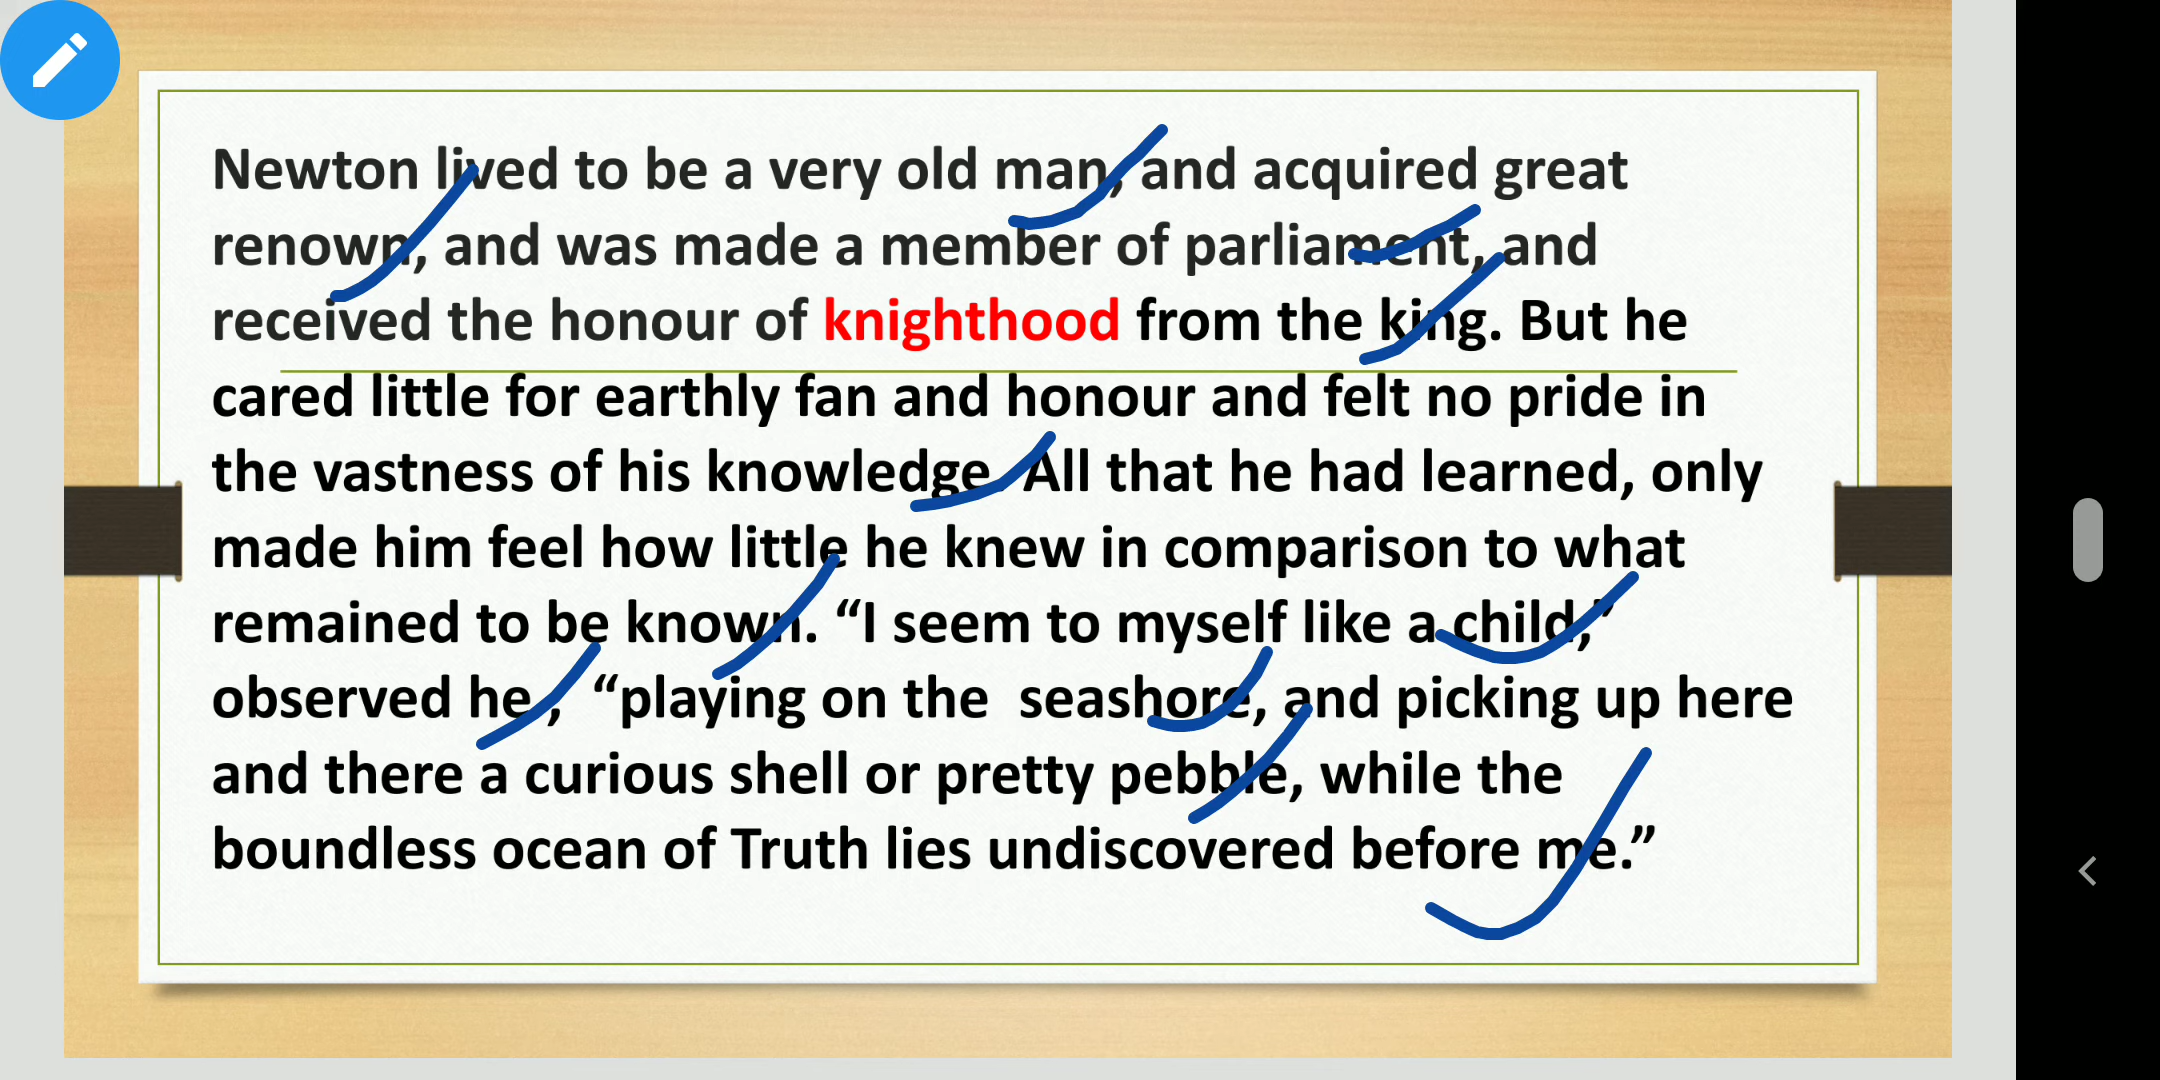 Newton lived to be a very old man, and acquired great
renown, and was made a member of parliament, and
received the honour of knighthood from the king. But he
cared little for earthly fan and honour and felt no pride in
the vastness of his knowledge. All that he had learned, only
made him feel how little he knew in comparison to what
remained to be known. “I seem to myself like a child,”
observed he , “playing on the  seashore, and picking up here
and there a curious shell or pretty pebble, while the
boundless ocean of Truth lies undiscovered before me.”